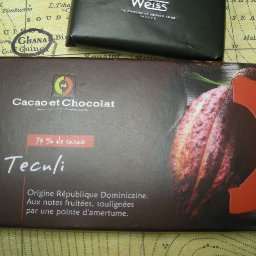 Weiss
GHANA
Cacao et Chocolat
74 % de cacao
Teculi
Origine République Dominicaine.
Aux notes fruitées, soulignées
par une pointe d'amertume.